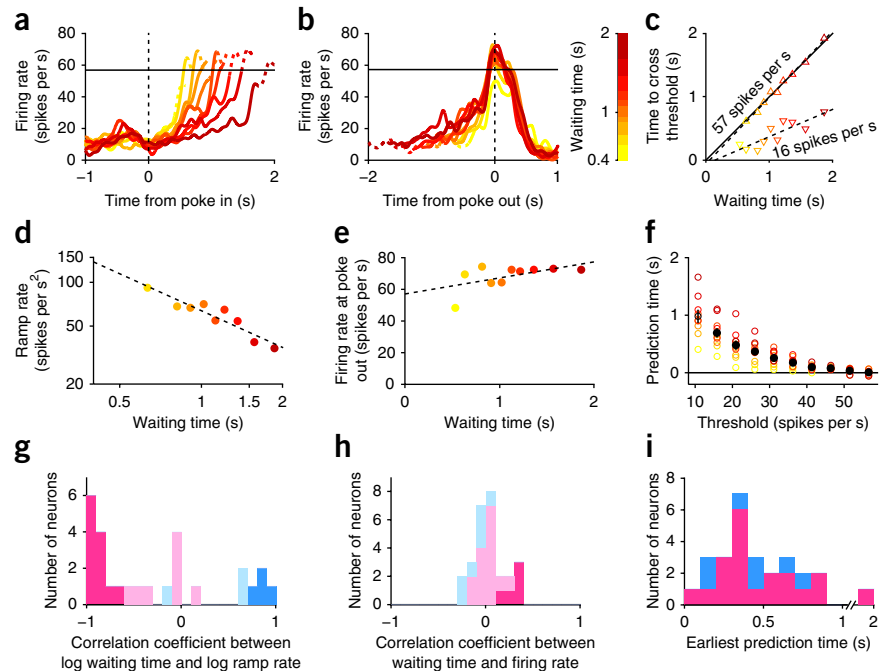 a
Firing rate
(spikes per s)
80
60
40
20
0
−1
0
1
2
Time from poke in (s)
b
Firing rate
(spikes per s)
80
60
40
20
0
−2
−1
0
1
Time from poke out (s)
Waiting time (s)
2
1
0.4
c
Time to cross
threshold (s)
2
1
0
0
1
2
57 spikes per s
16 spikes per s
Waiting time (s)
d
Ramp rate
(spikes per s²)
150
100
50
20
0.5
1
2
Waiting time (s)
e
Firing rate at poke
out (spikes per s)
80
60
40
20
0
0
1
2
Waiting time (s)
f
Prediction time (s)
2
1
0
10
20
30
40
50
Threshold (spikes per s)
g
Number of neurons
6
4
2
0
−1
0
1
Correlation coefficient between
log waiting time and log ramp rate
h
Number of neurons
8
6
4
2
0
−1
0
1
Correlation coefficient between
waiting time and firing rate
i
Number of neurons
8
6
4
2
0
0
0.5
1
2
Earliest prediction time (s)